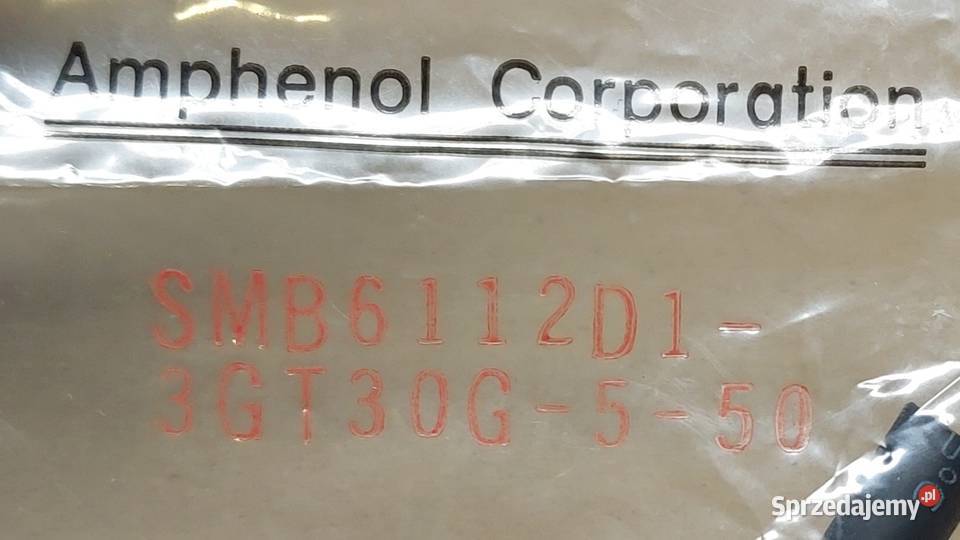 Amphenol Corporation
SMB6112D1-
3GT30G-5-50
Sprzedajemy.pl